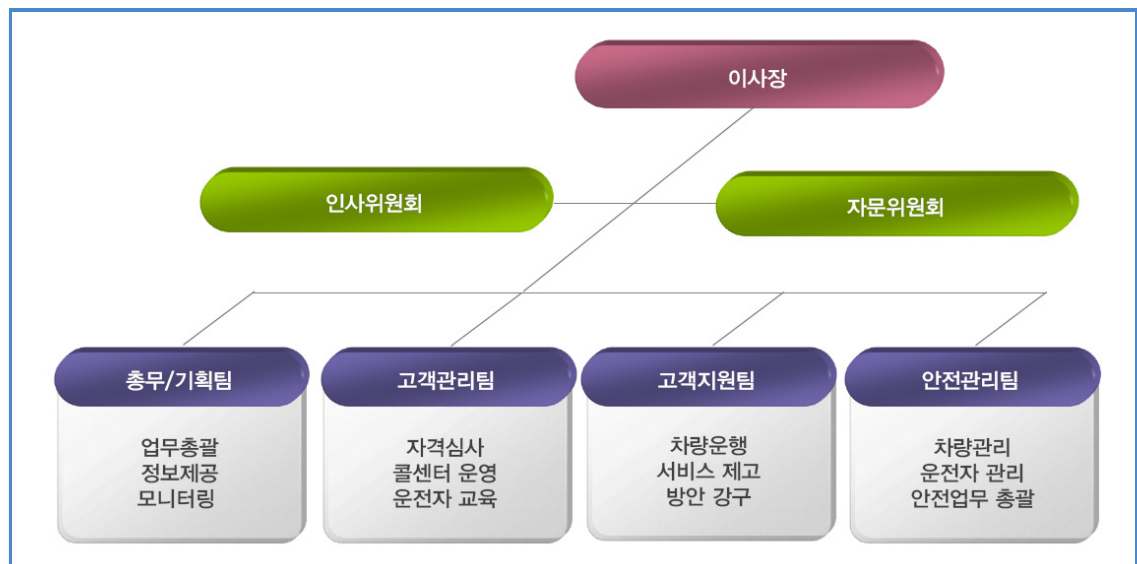 이사장
인사위원회
자문위원회
총무/기획팀
업무총괄
정보제공
모니터링
고객관리팀
자격심사
콜센터 운영
운전자 교육
고객지원팀
차량운행
서비스 제고
방안 강구
안전관리팀
차량관리
운전자 관리
안전업무 총괄